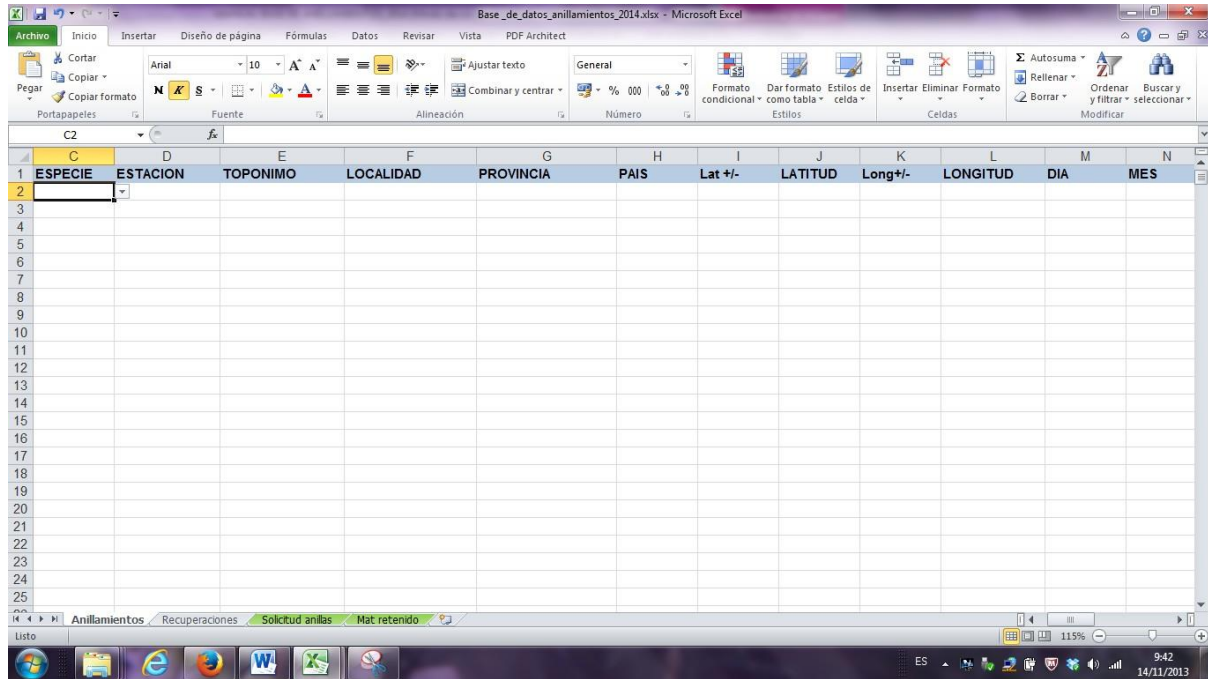 Base _de_datos_anillamientos_2014.xlsx - Microsoft Excel
Archivo Inicio Insertar Diseño de página Fórmulas Datos Revisar Vista PDF Architect
Pegar
Cortar
Copiar
Copiar formato
Portapapeles
Arial 10 A A
N K S A
Fuente
Ajustar texto
Combinar y centrar
Alineación
General
% 000
Número
Formato condicional
Dar formato como tabla
Estilos de celda
Estilos
Insertar Eliminar Formato
Celdas
Σ Autosuma
Rellenar
Borrar
Ordenar y filtrar
Buscar y seleccionar
Modificar
C2 fx
C D E F G H I J K L M N
1 ESPECIE ESTACION TOPONIMO LOCALIDAD PROVINCIA PAIS Lat +/- LATITUD Long+/- LONGITUD DIA MES
2
3
4
5
6
7
8
9
10
11
12
13
14
15
16
17
18
19
20
21
22
23
24
25
Anillamientos Recuperaciones Solicitud anillas Mat retenido
Listo 115%
ES 9:42
14/11/2013